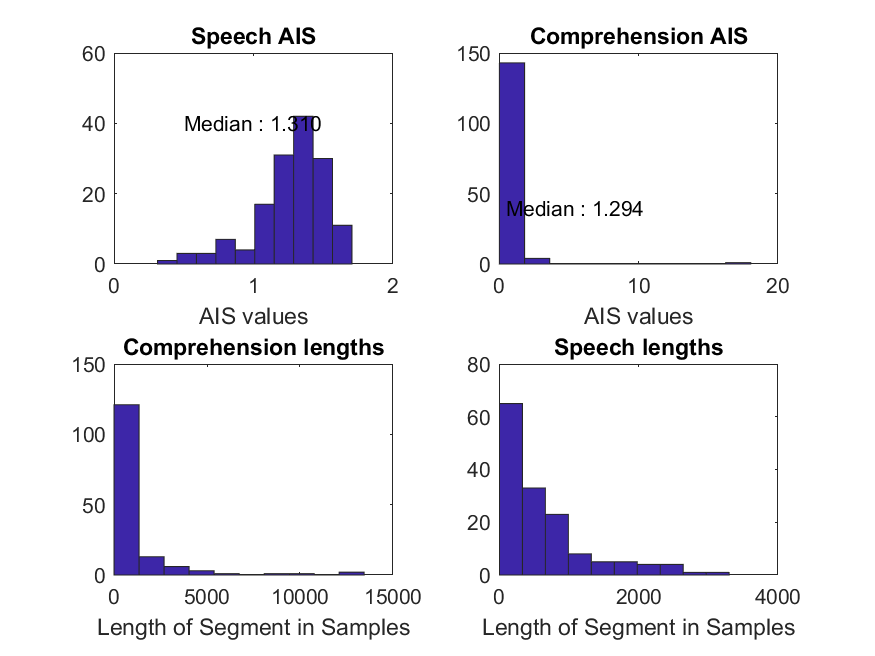 Speech AIS
60
40
20
0
Median : 1.310
0 1 2
AIS values
Comprehension AIS
150
100
50
0
Median : 1.294
0 10 20
AIS values
Comprehension lengths
150
100
50
0
0 5000 10000 15000
Length of Segment in Samples
Speech lengths
80
60
40
20
0
0 2000 4000
Length of Segment in Samples